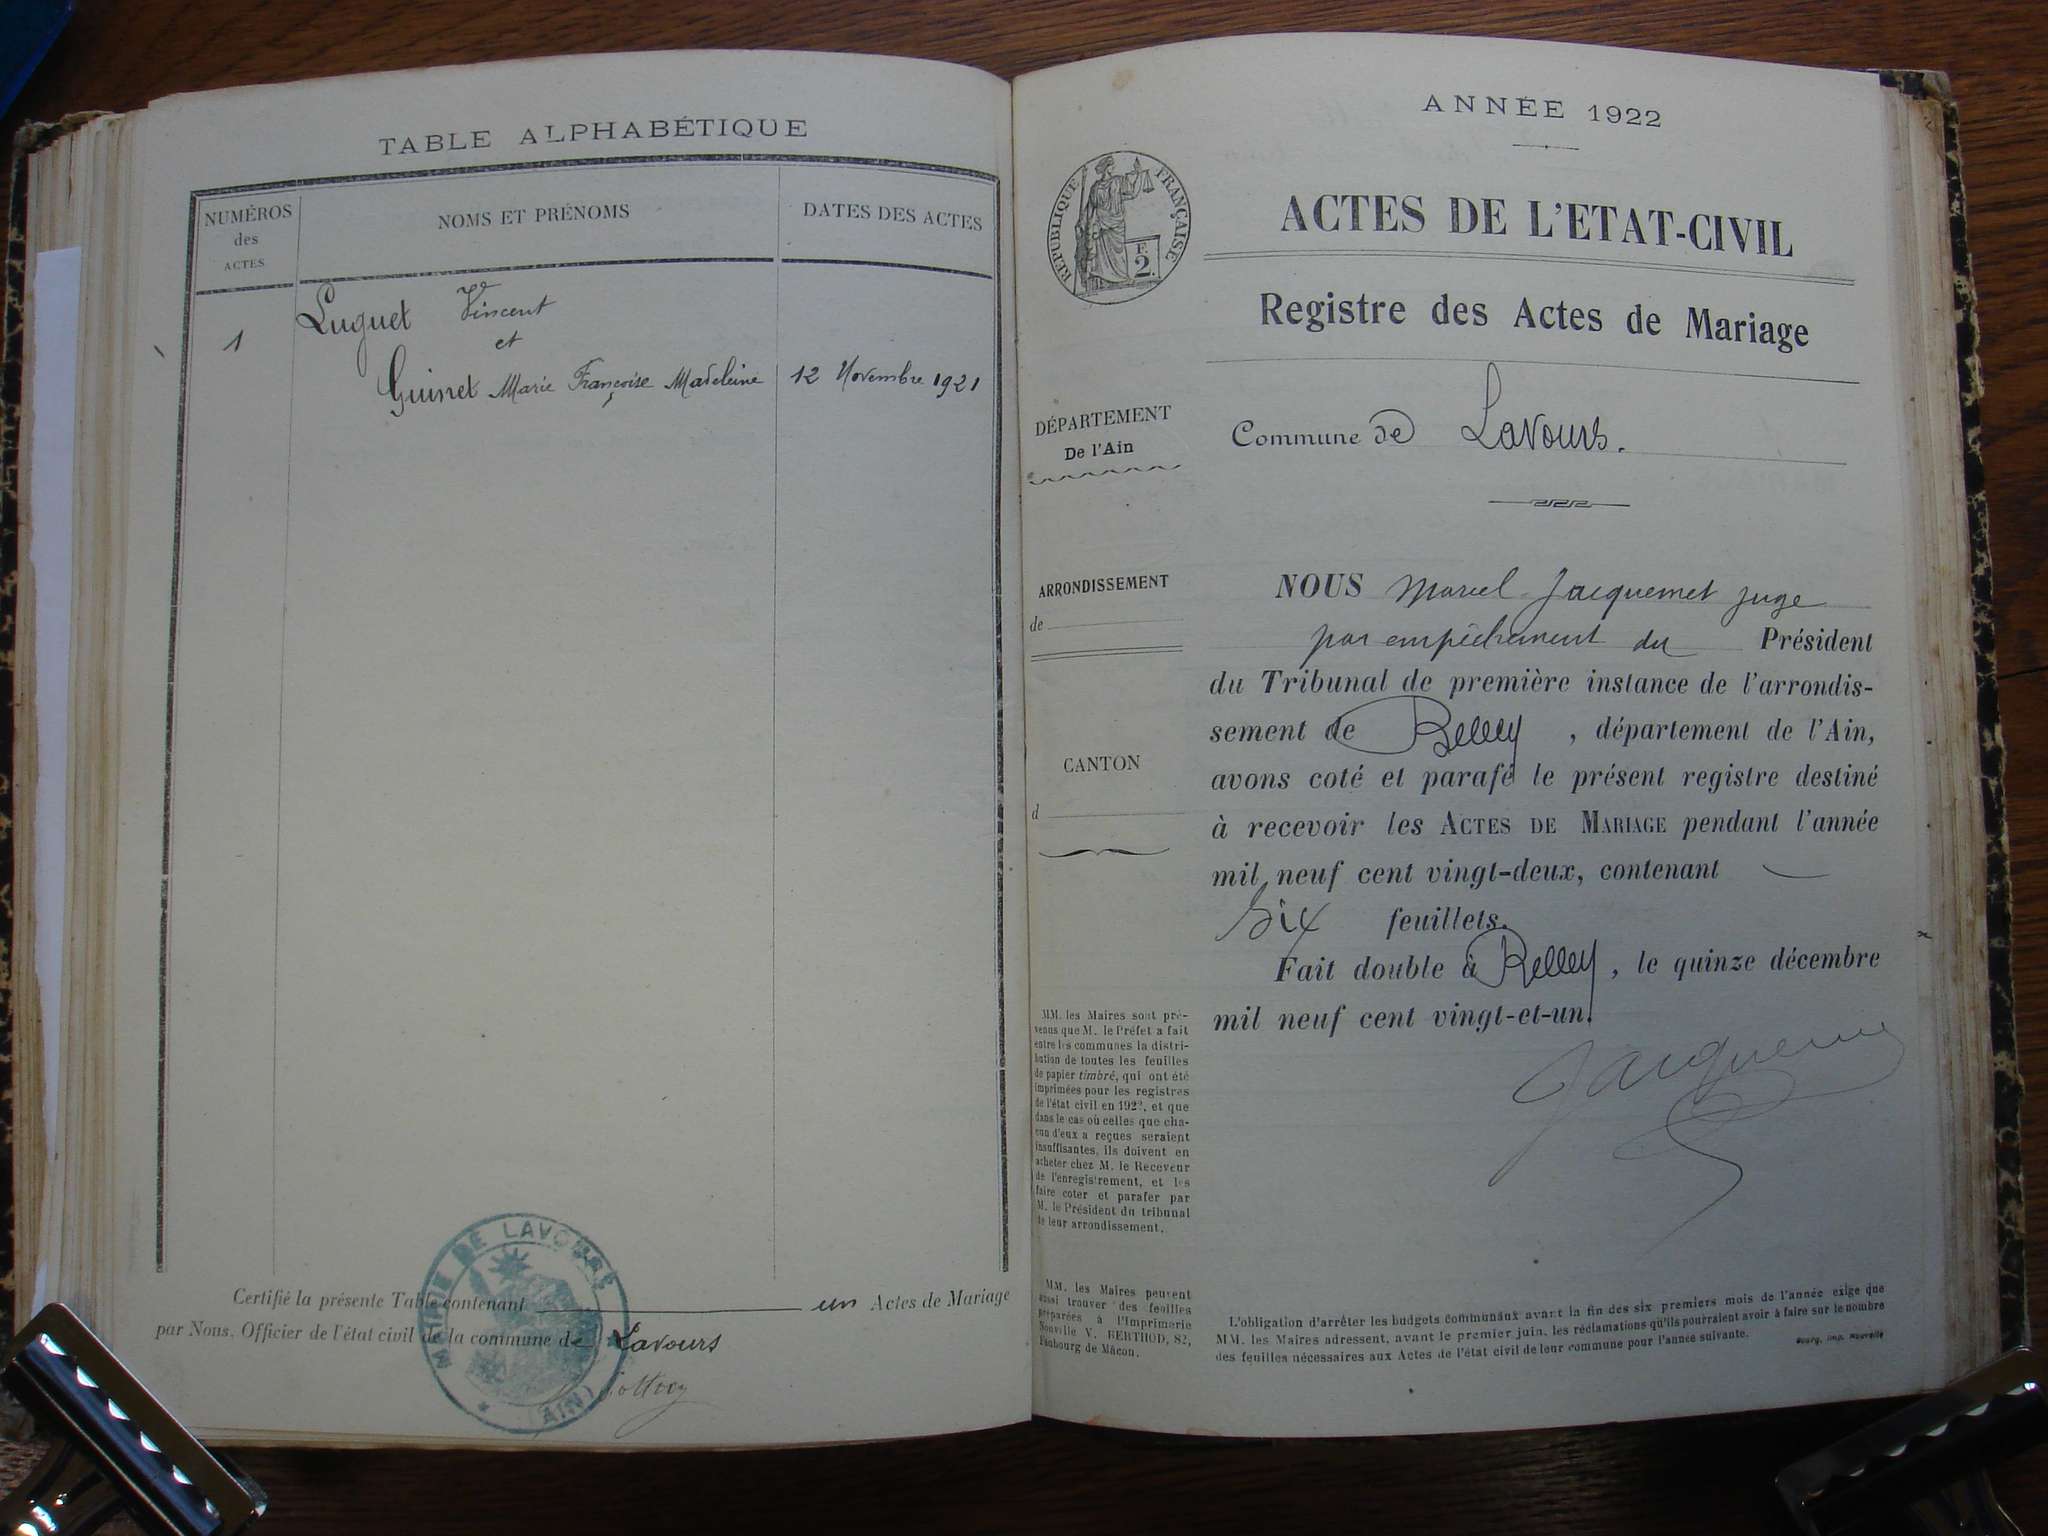 TABLE ALPHABÉTIQUE
NUMÉROS
des
ACTES
NOMS ET PRÉNOMS
DATES DES ACTES
1
Luguet Vincent
et
Guinet Marie Françoise Madeleine
12 Novembre 1921
Certifié la présente Table contenant un Actes de Mariage
par Nous, Officier de l'état civil de la commune de Lavours
MAIRIE DE LAVOURS
(AIN)
ANNÉE 1922
RÉPUBLIQUE FRANÇAISE
F.
2.
ACTES DE L'ETAT-CIVIL
Registre des Actes de Mariage
DÉPARTEMENT
De l'Ain
Commune de Lavours.
ARRONDISSEMENT
de
CANTON
d
NOUS Marcel Jacquemet juge
par empêchement du Président
du Tribunal de première instance de l'arrondis-
sement de Belley, département de l'Ain,
avons coté et parafé le présent registre destiné
à recevoir les ACTES DE MARIAGE pendant l'année
mil neuf cent vingt-deux, contenant
six feuillets.
Fait double à Belley, le quinze décembre
mil neuf cent vingt-et-un.
Jacquemet
MM. les Maires sont pré-
venus que M. le Préfet a fait
entre les communes la distri-
bution de toutes les feuilles
de papier timbré, qui ont été
imprimées pour les registres
de l'état civil en 1922, et que
dans le cas où celles que cha-
cun d'eux a reçues seraient
insuffisantes, ils doivent en
acheter chez M. le Receveur
de l'enregistrement, et les
faire coter et parafer par
M. le Président du tribunal
de leur arrondissement.
MM. les Maires peuvent
aussi trouver des feuilles
préparées à l'Imprimerie
Nouvelle V. BERTHOD, 82,
Faubourg de Mâcon.
L'obligation d'arrêter les budgets communaux avant la fin des six premiers mois de l'année exige que
MM. les Maires adressent, avant le premier juin, les réclamations qu'ils pourraient avoir à faire sur le nombre
des feuilles nécessaires aux Actes de l'état civil de leur commune pour l'année suivante.
Bourg, imp. Nouvelle